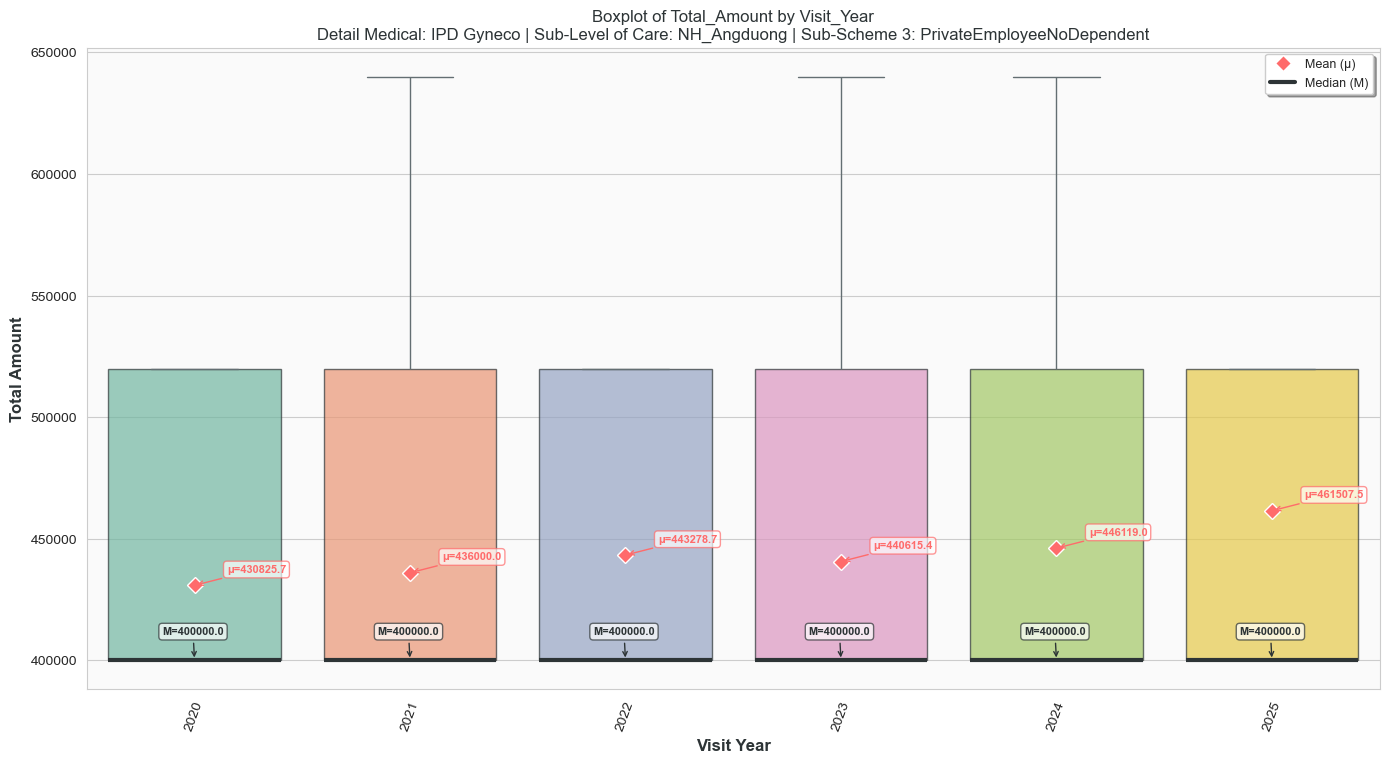 Boxplot of Total_Amount by Visit_Year
Detail Medical: IPD Gyneco | Sub-Level of Care: NH_Angduong | Sub-Scheme 3: PrivateEmployeeNoDependent
Mean (μ)
Median (M)
Total Amount
650000
600000
550000
500000
450000
400000
μ=430825.7
μ=436000.0
μ=443278.7
μ=440615.4
μ=446119.0
μ=461507.5
M=400000.0
M=400000.0
M=400000.0
M=400000.0
M=400000.0
M=400000.0
2020
2021
2022
2023
2024
2025
Visit Year